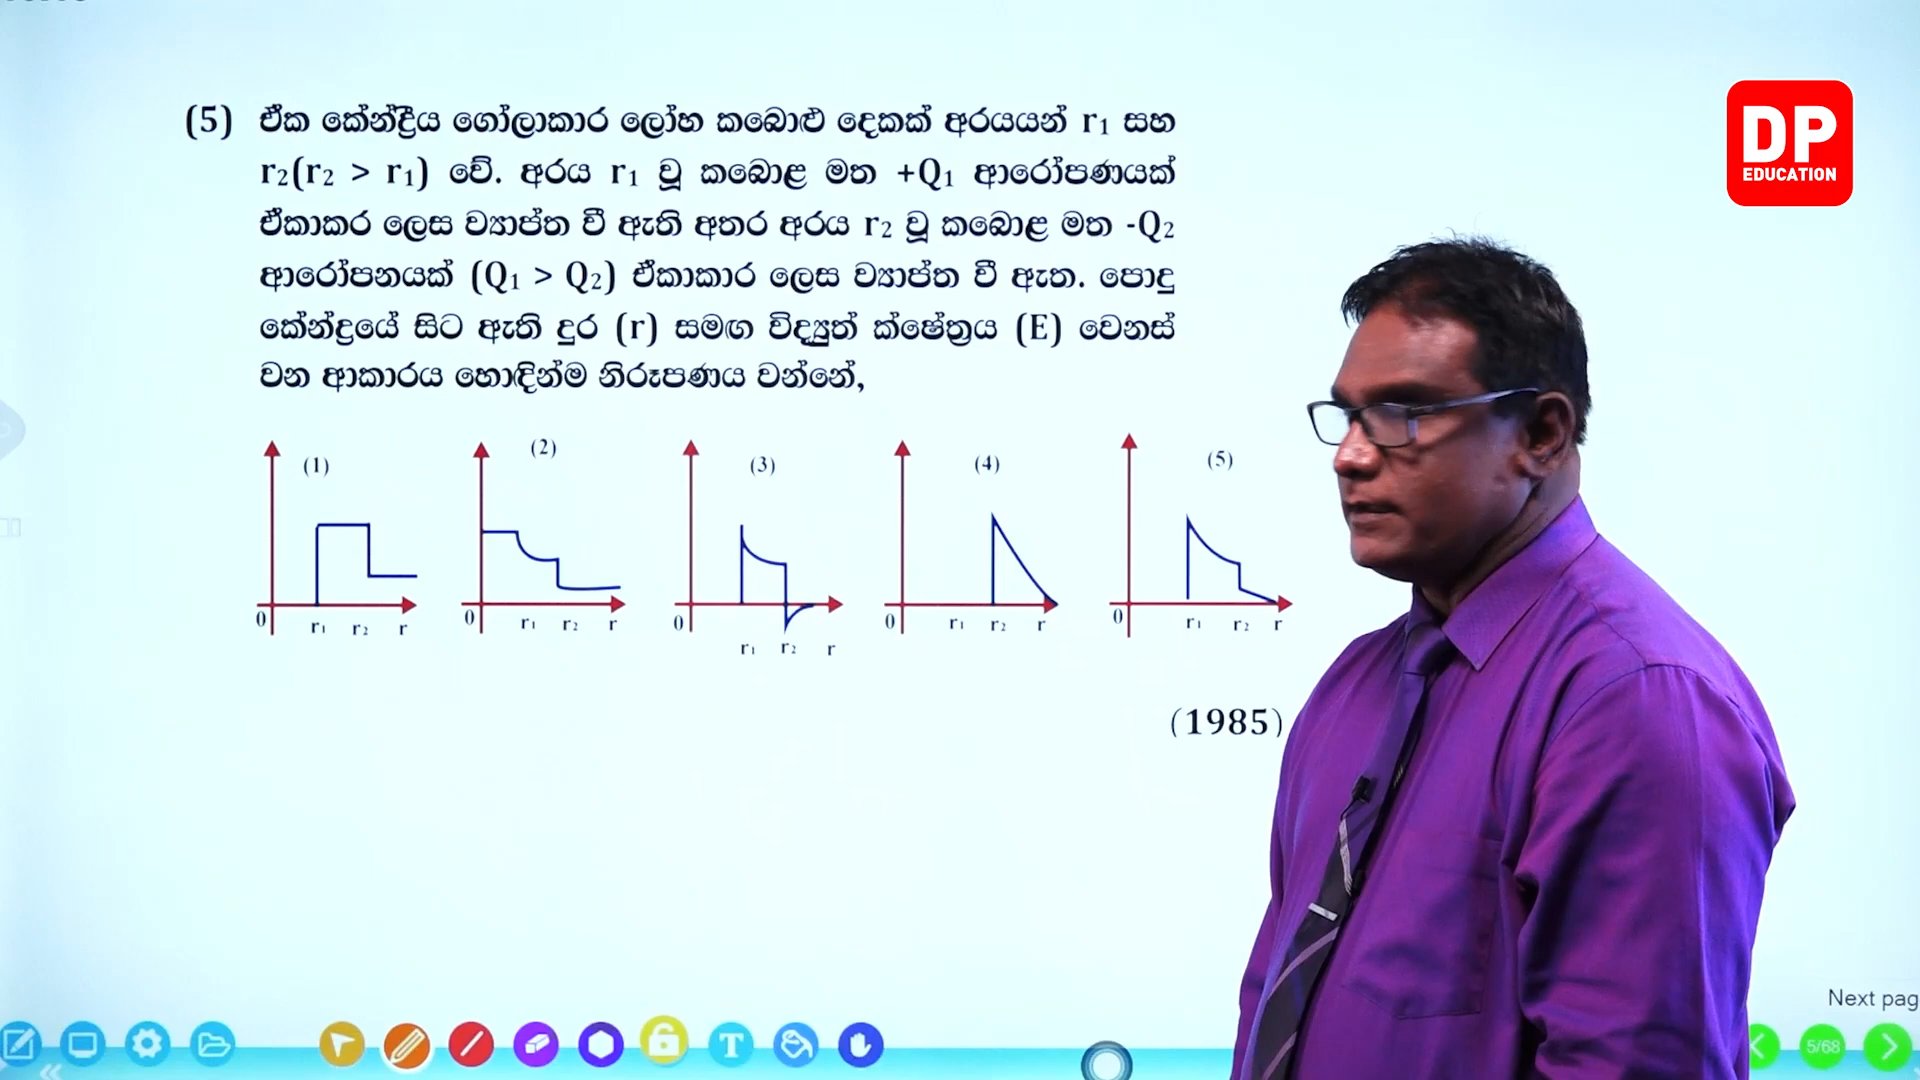 DP
EDUCATION
(5) ඒක කේන්ද්‍රීය ගෝලාකාර ලෝහ කබොළු දෙකක් අරයයන් r₁ සහ
r₂(r₂ > r₁) වේ. අරය r₁ වූ කබොළ මත +Q₁ ආරෝපණයක්
ඒකාකර ලෙස ව්‍යාප්ත වී ඇති අතර අරය r₂ වූ කබොළ මත -Q₂
ආරෝපනයක් (Q₁ > Q₂) ඒකාකාර ලෙස ව්‍යාප්ත වී ඇත. පොදු
කේන්ද්‍රයේ සිට ඇති දුර (r) සමඟ විද්‍යුත් ක්ෂේත්‍රය (E) වෙනස්
වන ආකාරය හොඳින්ම නිරූපණය වන්නේ,
(1) (2) (3) (4) (5)
0 r₁ r₂ r
0 r₁ r₂ r
0 r₁ r₂ r
0 r₁ r₂ r
0 r₁ r₂ r
(1985)
Next pag
T
5/68